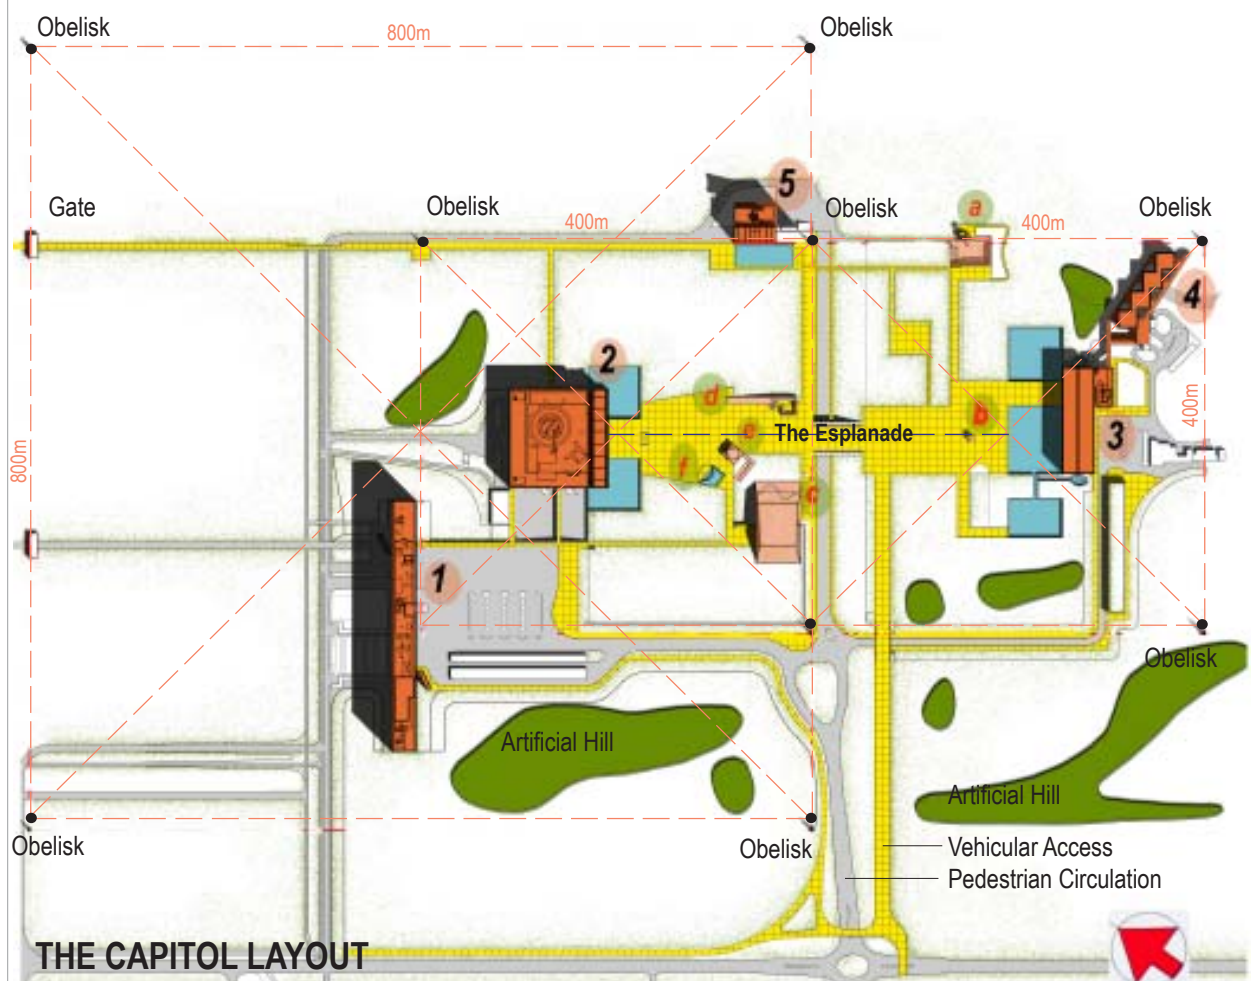 Obelisk
800m
Obelisk
5
Gate
Obelisk
400m
Obelisk
a
400m
Obelisk
4
2
d
b
400m
e
The Esplanade
3
800m
f
c
1
Obelisk
Artificial Hill
Artificial Hill
Obelisk
Obelisk
Vehicular Access
Pedestrian Circulation
THE CAPITOL LAYOUT